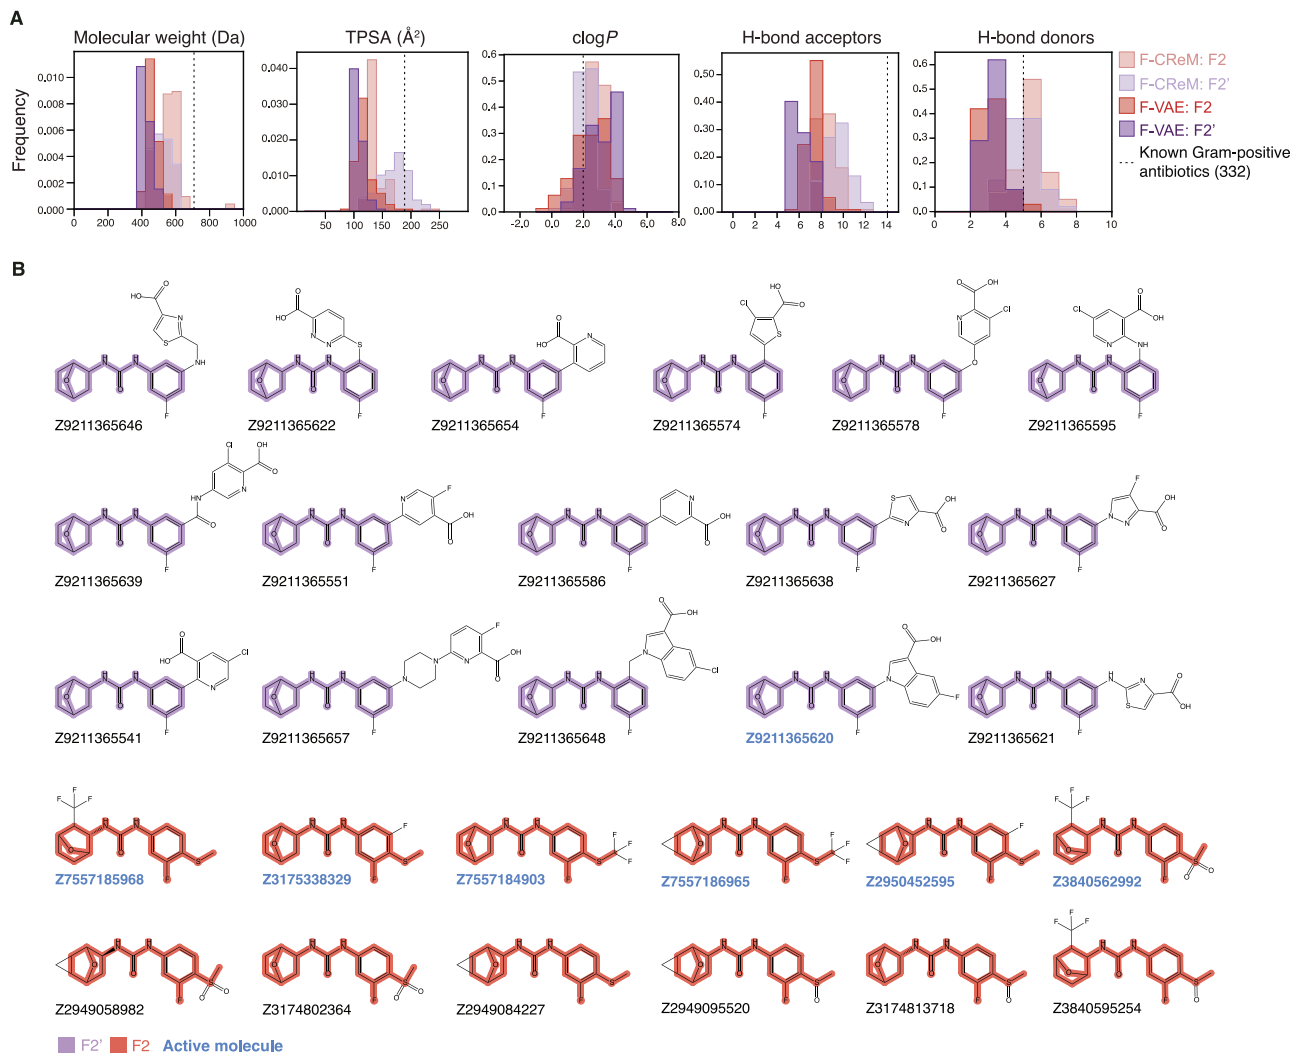 A
Molecular weight (Da)
TPSA (Å²)
clogP
H-bond acceptors
H-bond donors
Frequency
0.010
0.008
0.006
0.004
0.002
0.000
0 200 400 600 800 1000
0.040
0.030
0.020
0.010
0.000
50 100 150 200 250
0.6
0.5
0.4
0.3
0.2
0.1
0.0
-2.0 0.0 2.0 4.0 6.0 8.0
0.50
0.40
0.30
0.20
0.10
0.00
0 2 4 6 8 10 12 14
0.6
0.5
0.4
0.3
0.2
0.1
0.0
0 2 4 6 8 10
F-CReM: F2
F-CReM: F2'
F-VAE: F2
F-VAE: F2'
Known Gram-positive
antibiotics (332)
B
Z9211365646 Z9211365622 Z9211365654 Z9211365574 Z9211365578 Z9211365595
Z9211365639 Z9211365551 Z9211365586 Z9211365638 Z9211365627
Z9211365541 Z9211365657 Z9211365648 Z9211365620 Z9211365621
Z7557185968 Z3175338329 Z7557184903 Z7557186965 Z2950452595 Z3840562992
Z2949058982 Z3174802364 Z2949084227 Z2949095520 Z3174813718 Z3840595254
F2' F2 Active molecule